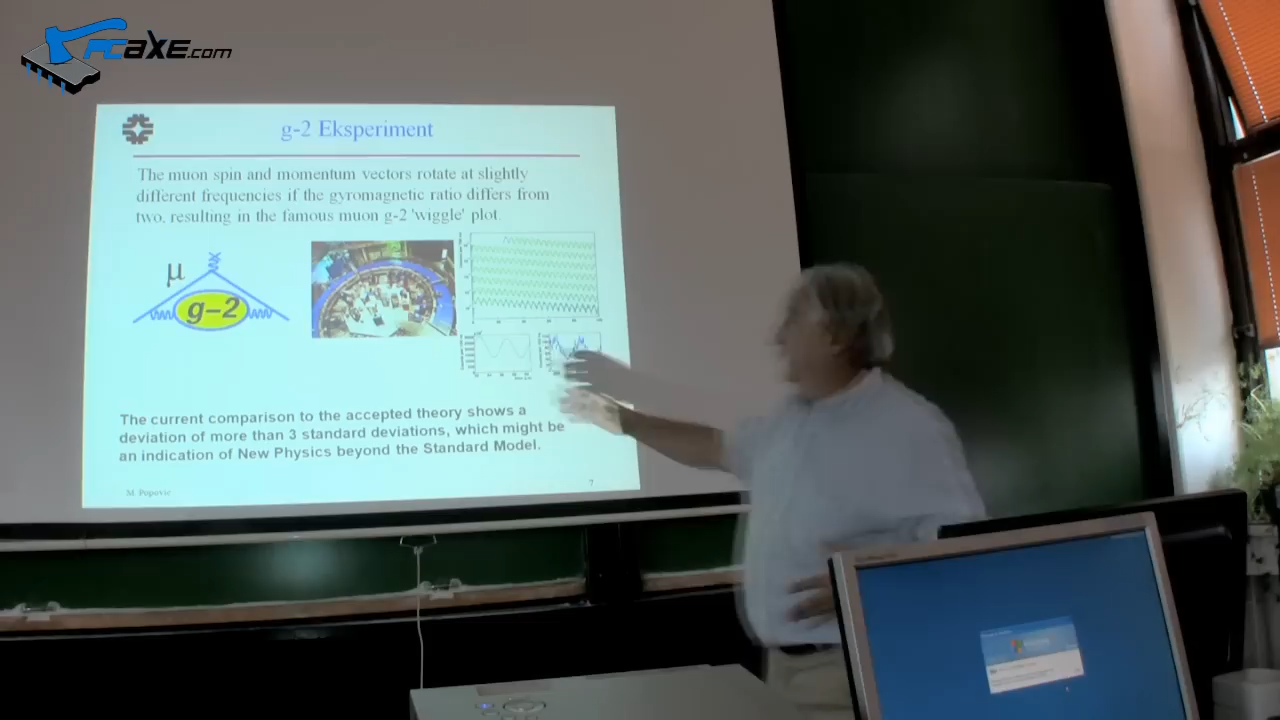 PCAXE.com
g-2 Eksperiment
The muon spin and momentum vectors rotate at slightly
different frequencies if the gyromagnetic ratio differs from
two, resulting in the famous muon g-2 'wiggle' plot.
μ
g-2
The current comparison to the accepted theory shows a
deviation of more than 3 standard deviations, which might be
an indication of New Physics beyond the Standard Model.
M. Popovic
7